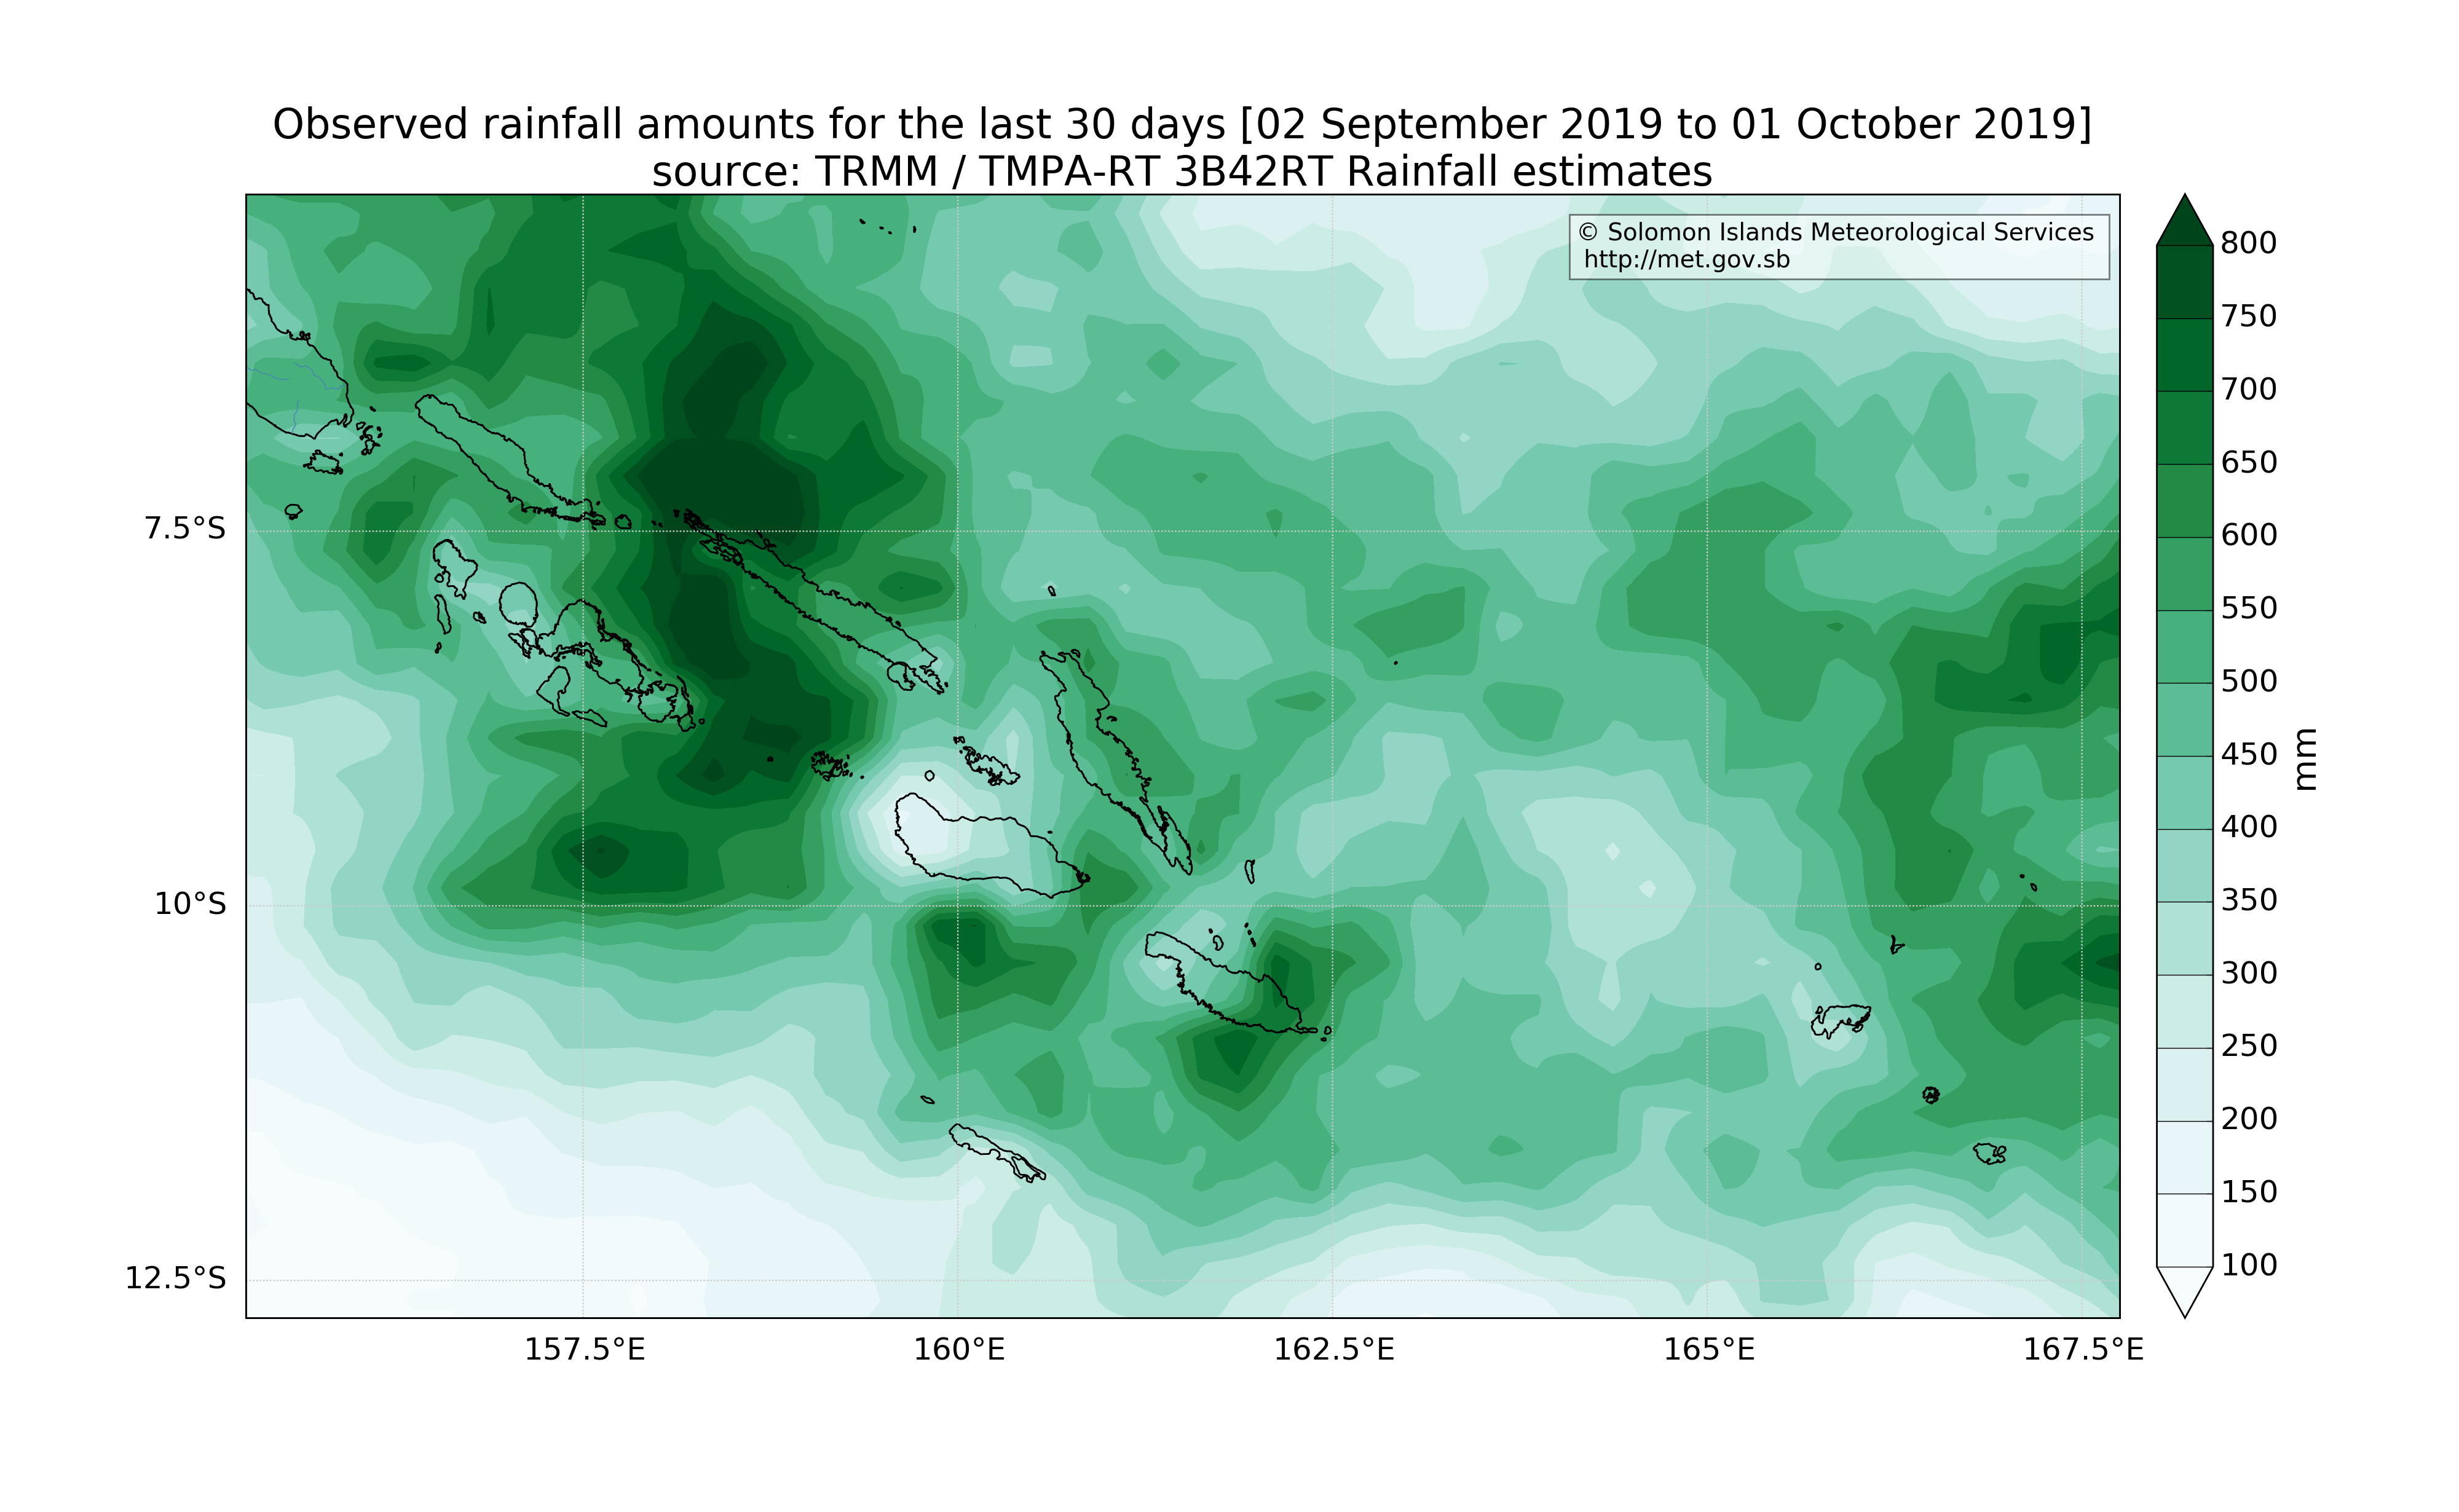 Observed rainfall amounts for the last 30 days [02 September 2019 to 01 October 2019]
source: TRMM / TMPA-RT 3B42RT Rainfall estimates
© Solomon Islands Meteorological Services
http://met.gov.sb
7.5°S
10°S
12.5°S
157.5°E
160°E
162.5°E
165°E
167.5°E
800
750
700
650
600
550
500
450
400
350
300
250
200
150
100
mm